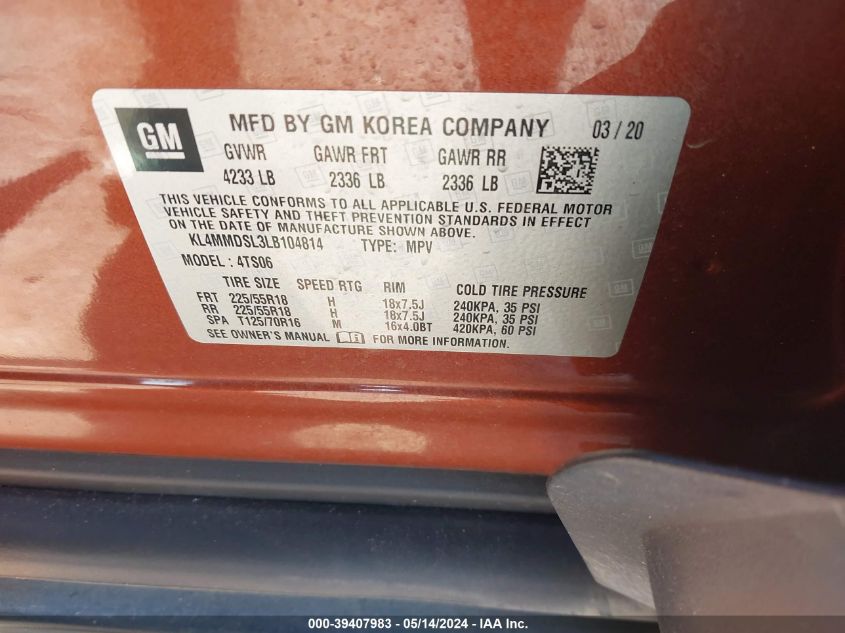 GM MFD BY GM KOREA COMPANY 03 / 20
GVWR GAWR FRT GAWR RR
4233 LB 2336 LB 2336 LB
THIS VEHICLE CONFORMS TO ALL APPLICABLE U.S. FEDERAL MOTOR
VEHICLE SAFETY AND THEFT PREVENTION STANDARDS IN EFFECT
ON THE DATE OF MANUFACTURE SHOWN ABOVE.
KL4MMDSL3LB104814 TYPE: MPV
MODEL: 4TS06
TIRE SIZE SPEED RTG RIM COLD TIRE PRESSURE
FRT 225/55R18 H 18x7.5J 240KPA, 35 PSI
RR 225/55R18 H 18x7.5J 240KPA, 35 PSI
SPA T125/70R16 M 16x4.0BT 420KPA, 60 PSI
SEE OWNER'S MANUAL FOR MORE INFORMATION.
000-39407983 - 05/14/2024 - © IAA, Inc.